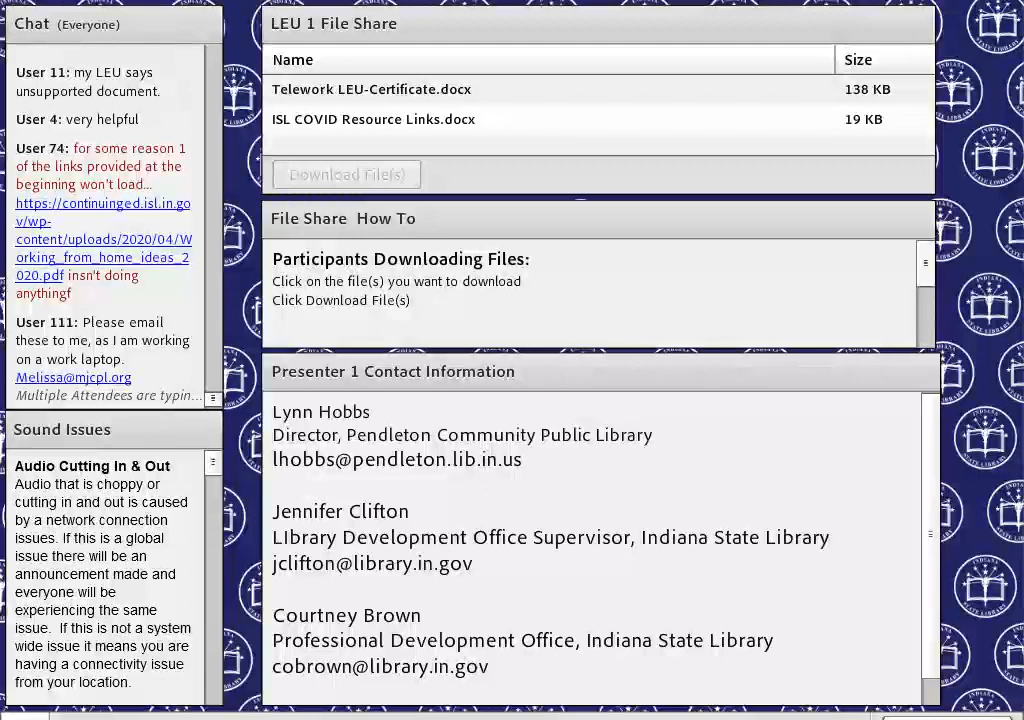 Chat (Everyone)
User 11: my LEU says
unsupported document.
User 4: very helpful
User 74: for some reason 1
of the links provided at the
beginning won't load...
https://continuinged.isl.in.go
v/wp-
content/uploads/2020/04/W
orking_from_home_ideas_2
020.pdf insn't doing
anythingf
User 111: Please email
these to me, as I am working
on a work laptop.
Melissa@mjcpl.org
Multiple Attendees are typin...
Sound Issues
Audio Cutting In & Out
Audio that is choppy or
cutting in and out is caused
by a network connection
issues. If this is a global
issue there will be an
announcement made and
everyone will be
experiencing the same
issue.  If this is not a system
wide issue it means you are
having a connectivity issue
from your location.
LEU 1 File Share
Name Size
Telework LEU-Certificate.docx 138 KB
ISL COVID Resource Links.docx 19 KB
Download File(s)
File Share  How To
Participants Downloading Files:
Click on the file(s) you want to download
Click Download File(s)
Presenter 1 Contact Information
Lynn Hobbs
Director, Pendleton Community Public Library
lhobbs@pendleton.lib.in.us
Jennifer Clifton
LIbrary Development Office Supervisor, Indiana State Library
jclifton@library.in.gov
Courtney Brown
Professional Development Office, Indiana State Library
cobrown@library.in.gov
INDIANA
STATE LIBRARY